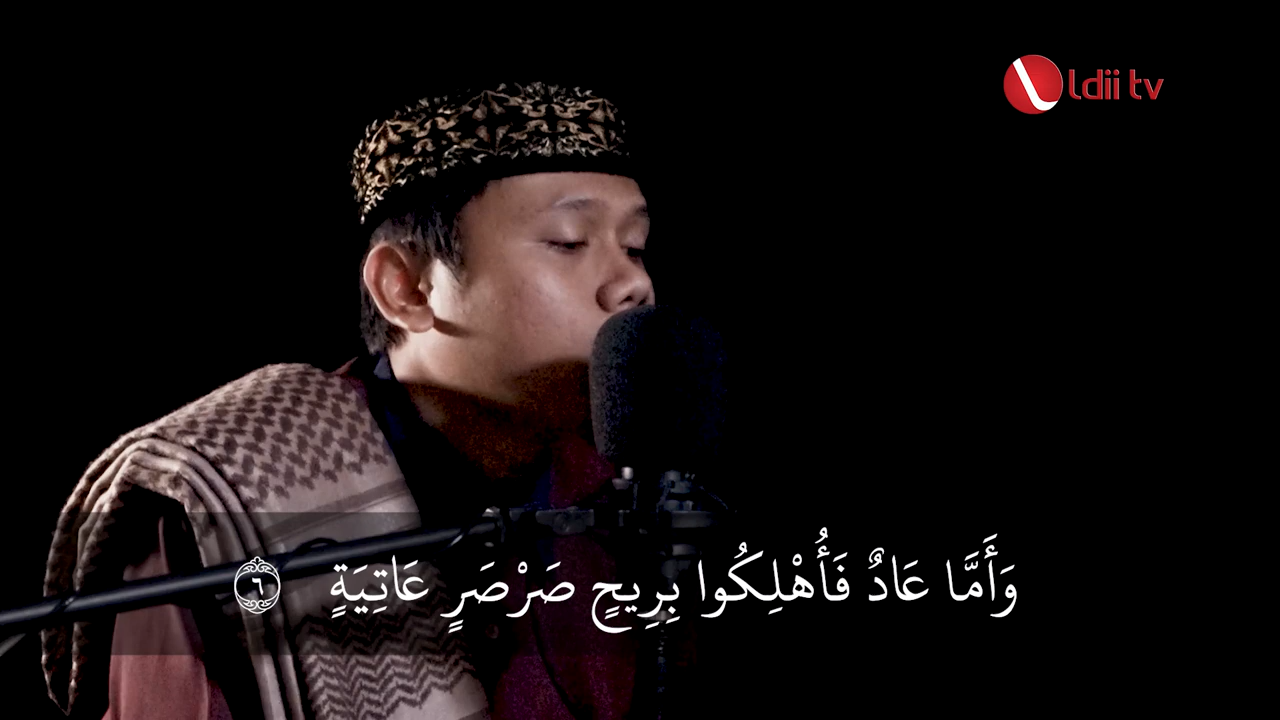 ldii tv
وَأَمَّا عَادٌ فَأُهْلِكُوا بِرِيحٍ صَرْصَرٍ عَاتِيَةٍ ٦